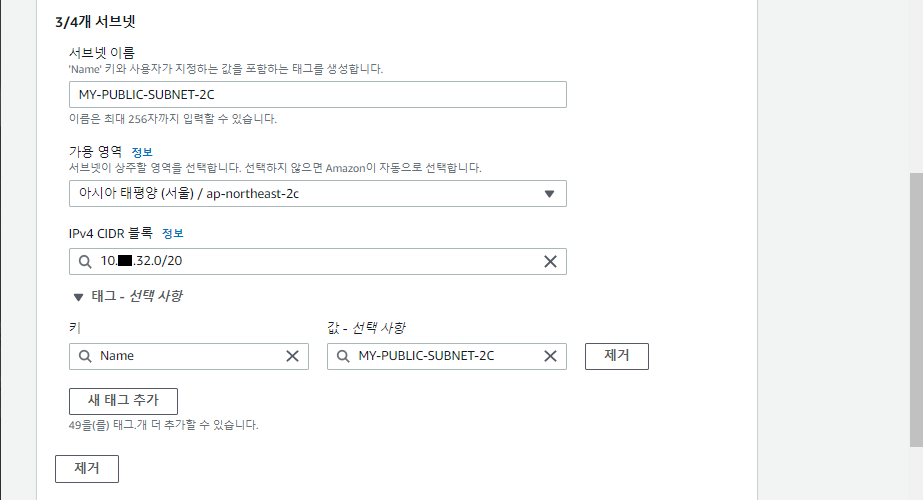 3/4개 서브넷
서브넷 이름
'Name' 키와 사용자가 지정하는 값을 포함하는 태그를 생성합니다.
MY-PUBLIC-SUBNET-2C
이름은 최대 256자까지 입력할 수 있습니다.
가용 영역 정보
서브넷이 상주할 영역을 선택합니다. 선택하지 않으면 Amazon이 자동으로 선택합니다.
아시아 태평양 (서울) / ap-northeast-2c
IPv4 CIDR 블록 정보
10. .32.0/20
태그 - 선택 사항
키 값 - 선택 사항
Name MY-PUBLIC-SUBNET-2C 제거
새 태그 추가
49을(를) 태그.개 더 추가할 수 있습니다.
제거